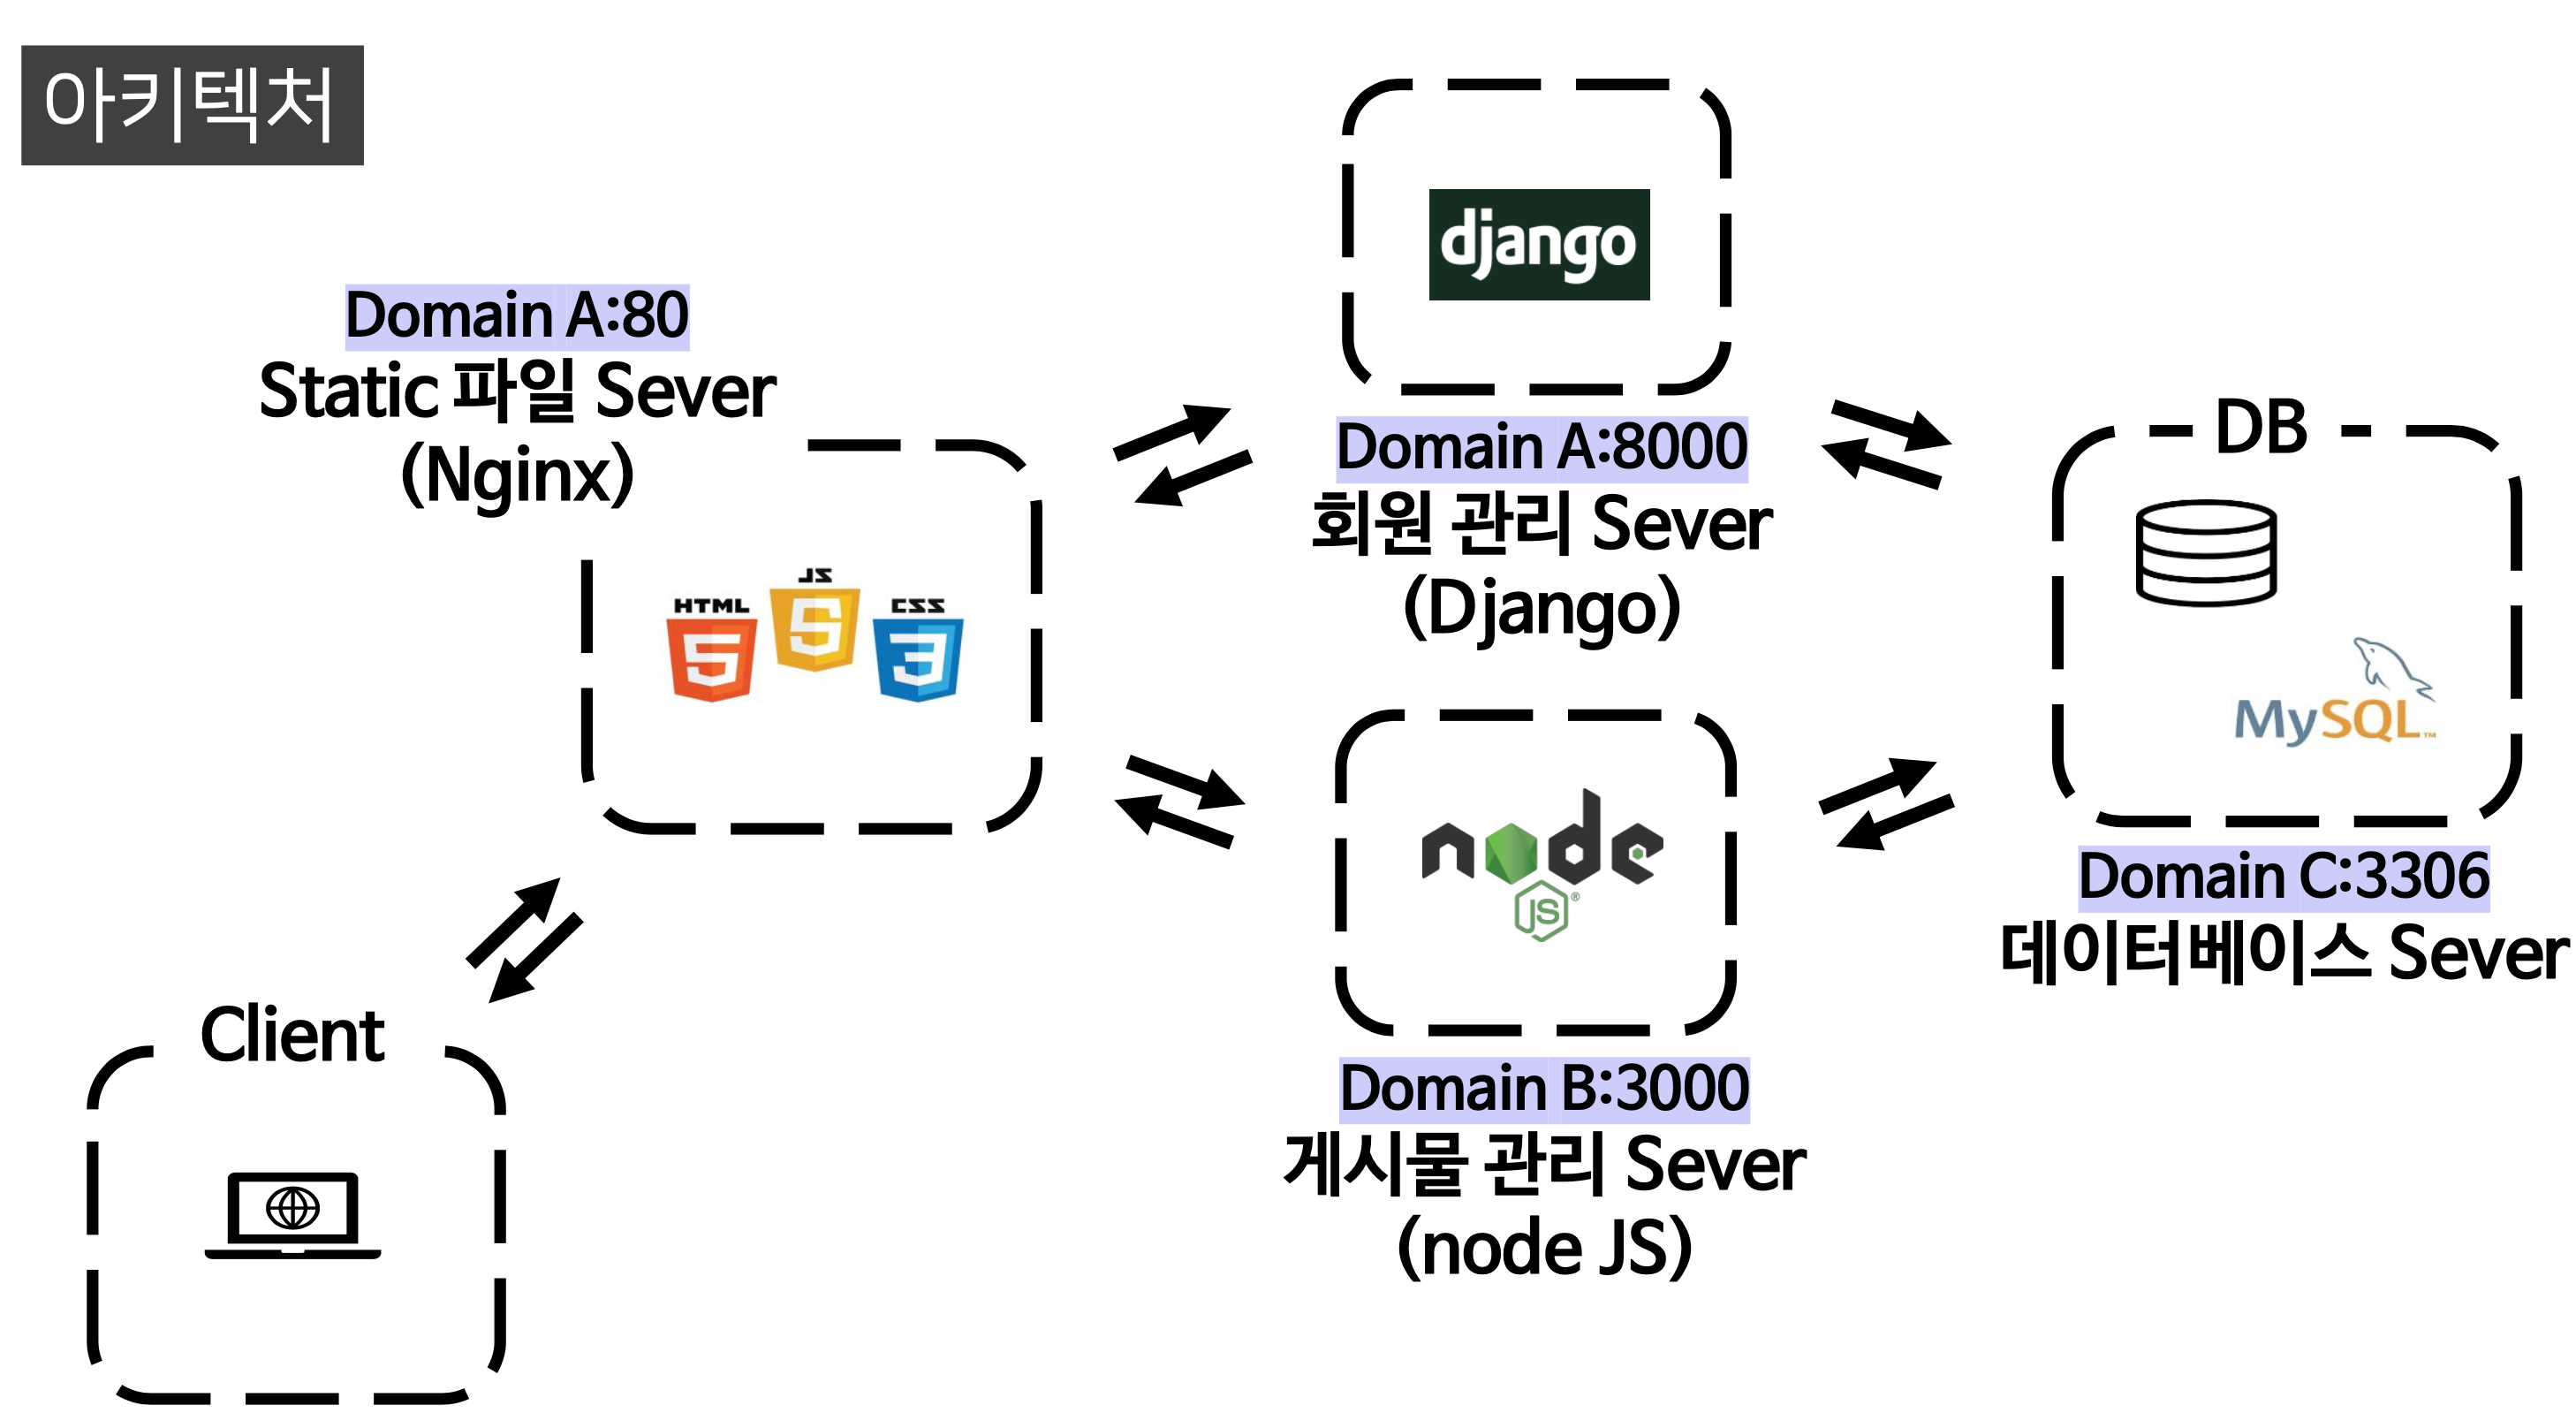 아키텍처
Domain A:80
Static 파일 Sever
(Nginx)
HTML
JS
CSS
5
5
3
django
Domain A:8000
회원 관리 Sever
(Django)
node
JS®
Domain B:3000
게시물 관리 Sever
(node JS)
DB
MySQL™
Domain C:3306
데이터베이스 Sever
Client